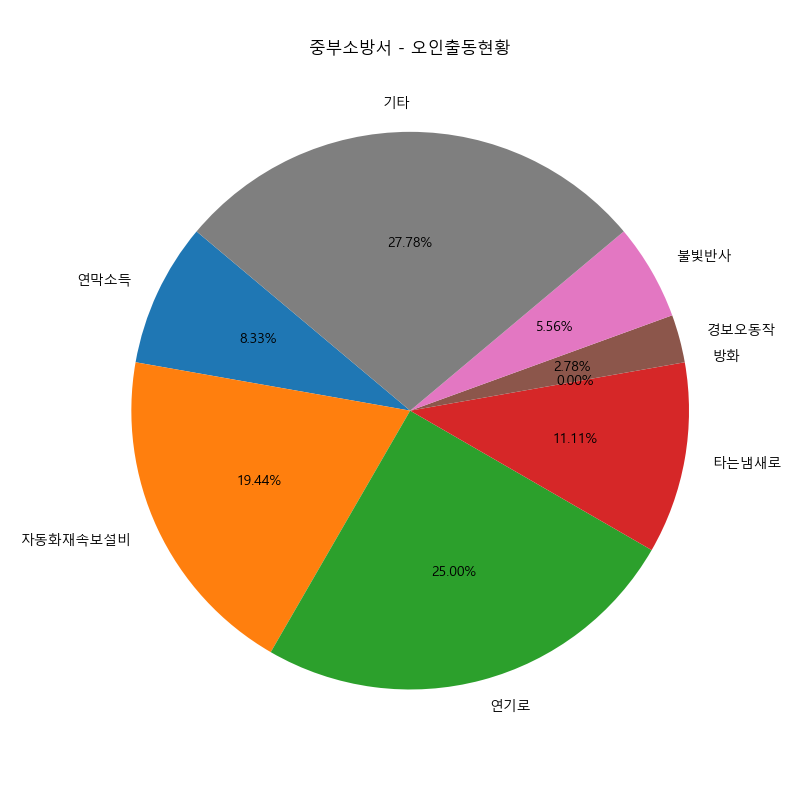 중부소방서 - 오인출동현황
기타
27.78%
불빛반사
5.56%
연막소득
8.33%
경보오동작
2.78%
방화
0.00%
타는냄새로
11.11%
자동화재속보설비
19.44%
연기로
25.00%